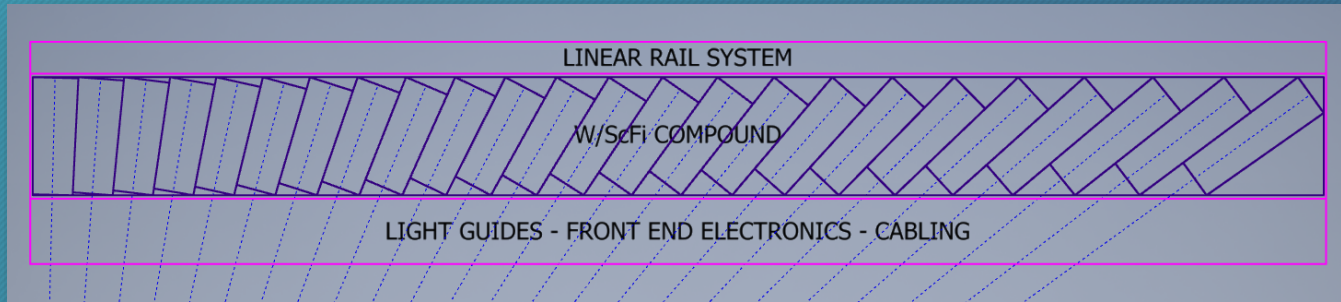 LINEAR RAIL SYSTEM
W/ScFi COMPOUND
LIGHT GUIDES - FRONT END ELECTRONICS - CABLING